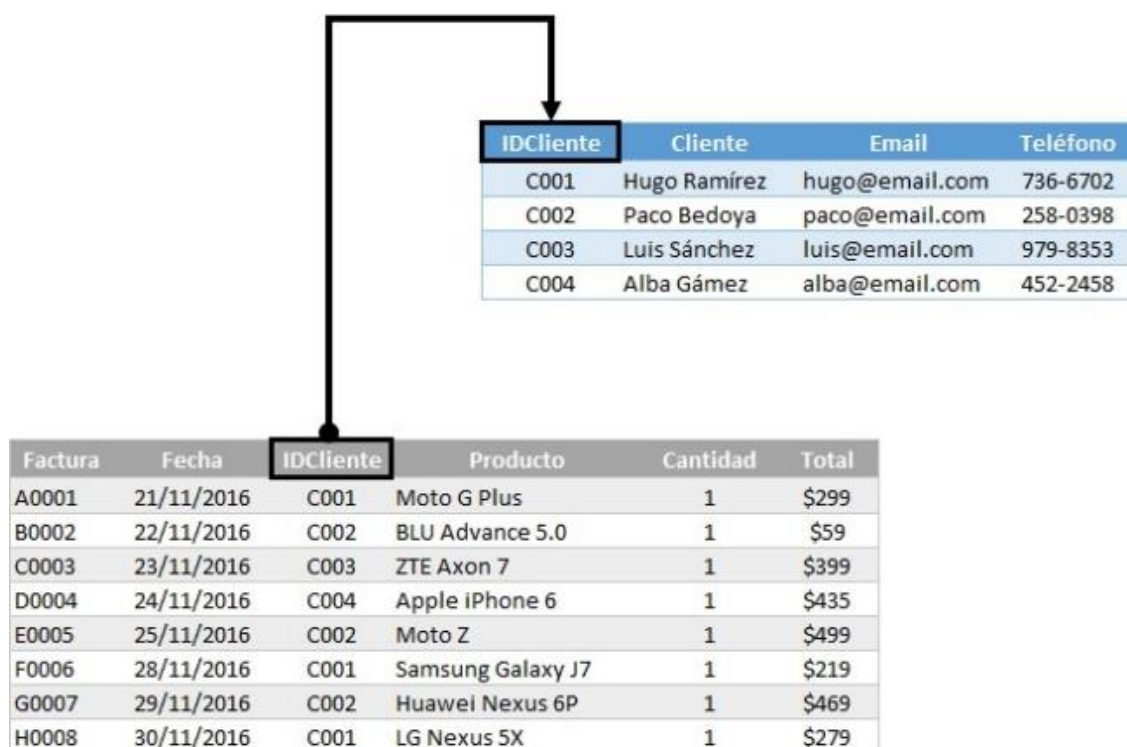 IDCliente Cliente Email Teléfono
C001 Hugo Ramírez hugo@email.com 736-6702
C002 Paco Bedoya paco@email.com 258-0398
C003 Luis Sánchez luis@email.com 979-8353
C004 Alba Gámez alba@email.com 452-2458
Factura Fecha IDCliente Producto Cantidad Total
A0001 21/11/2016 C001 Moto G Plus 1 $299
B0002 22/11/2016 C002 BLU Advance 5.0 1 $59
C0003 23/11/2016 C003 ZTE Axon 7 1 $399
D0004 24/11/2016 C004 Apple iPhone 6 1 $435
E0005 25/11/2016 C002 Moto Z 1 $499
F0006 28/11/2016 C001 Samsung Galaxy J7 1 $219
G0007 29/11/2016 C002 Huawei Nexus 6P 1 $469
H0008 30/11/2016 C001 LG Nexus 5X 1 $279